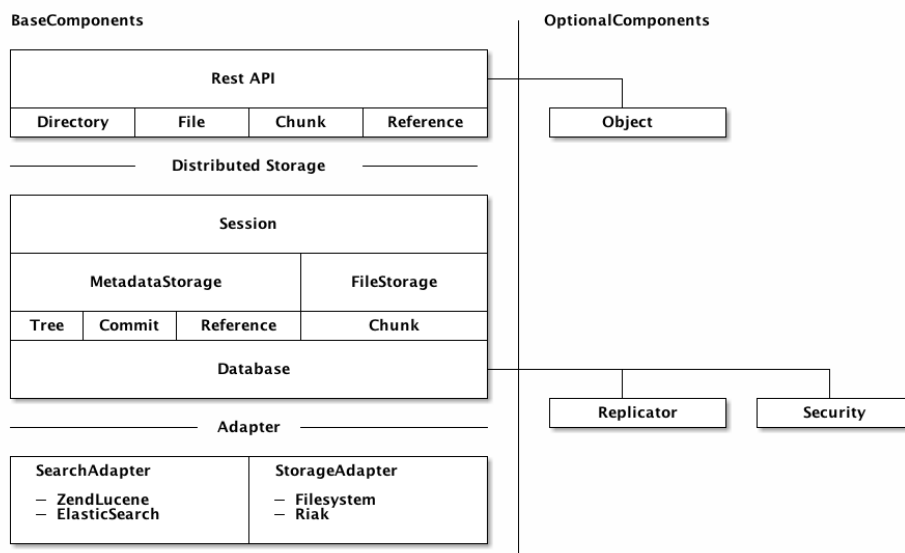 BaseComponents
OptionalComponents
Rest API
Directory
File
Chunk
Reference
Object
Distributed Storage
Session
MetadataStorage
FileStorage
Tree
Commit
Reference
Chunk
Database
Replicator
Security
Adapter
SearchAdapter
– ZendLucene
– ElasticSearch
StorageAdapter
– Filesystem
– Riak